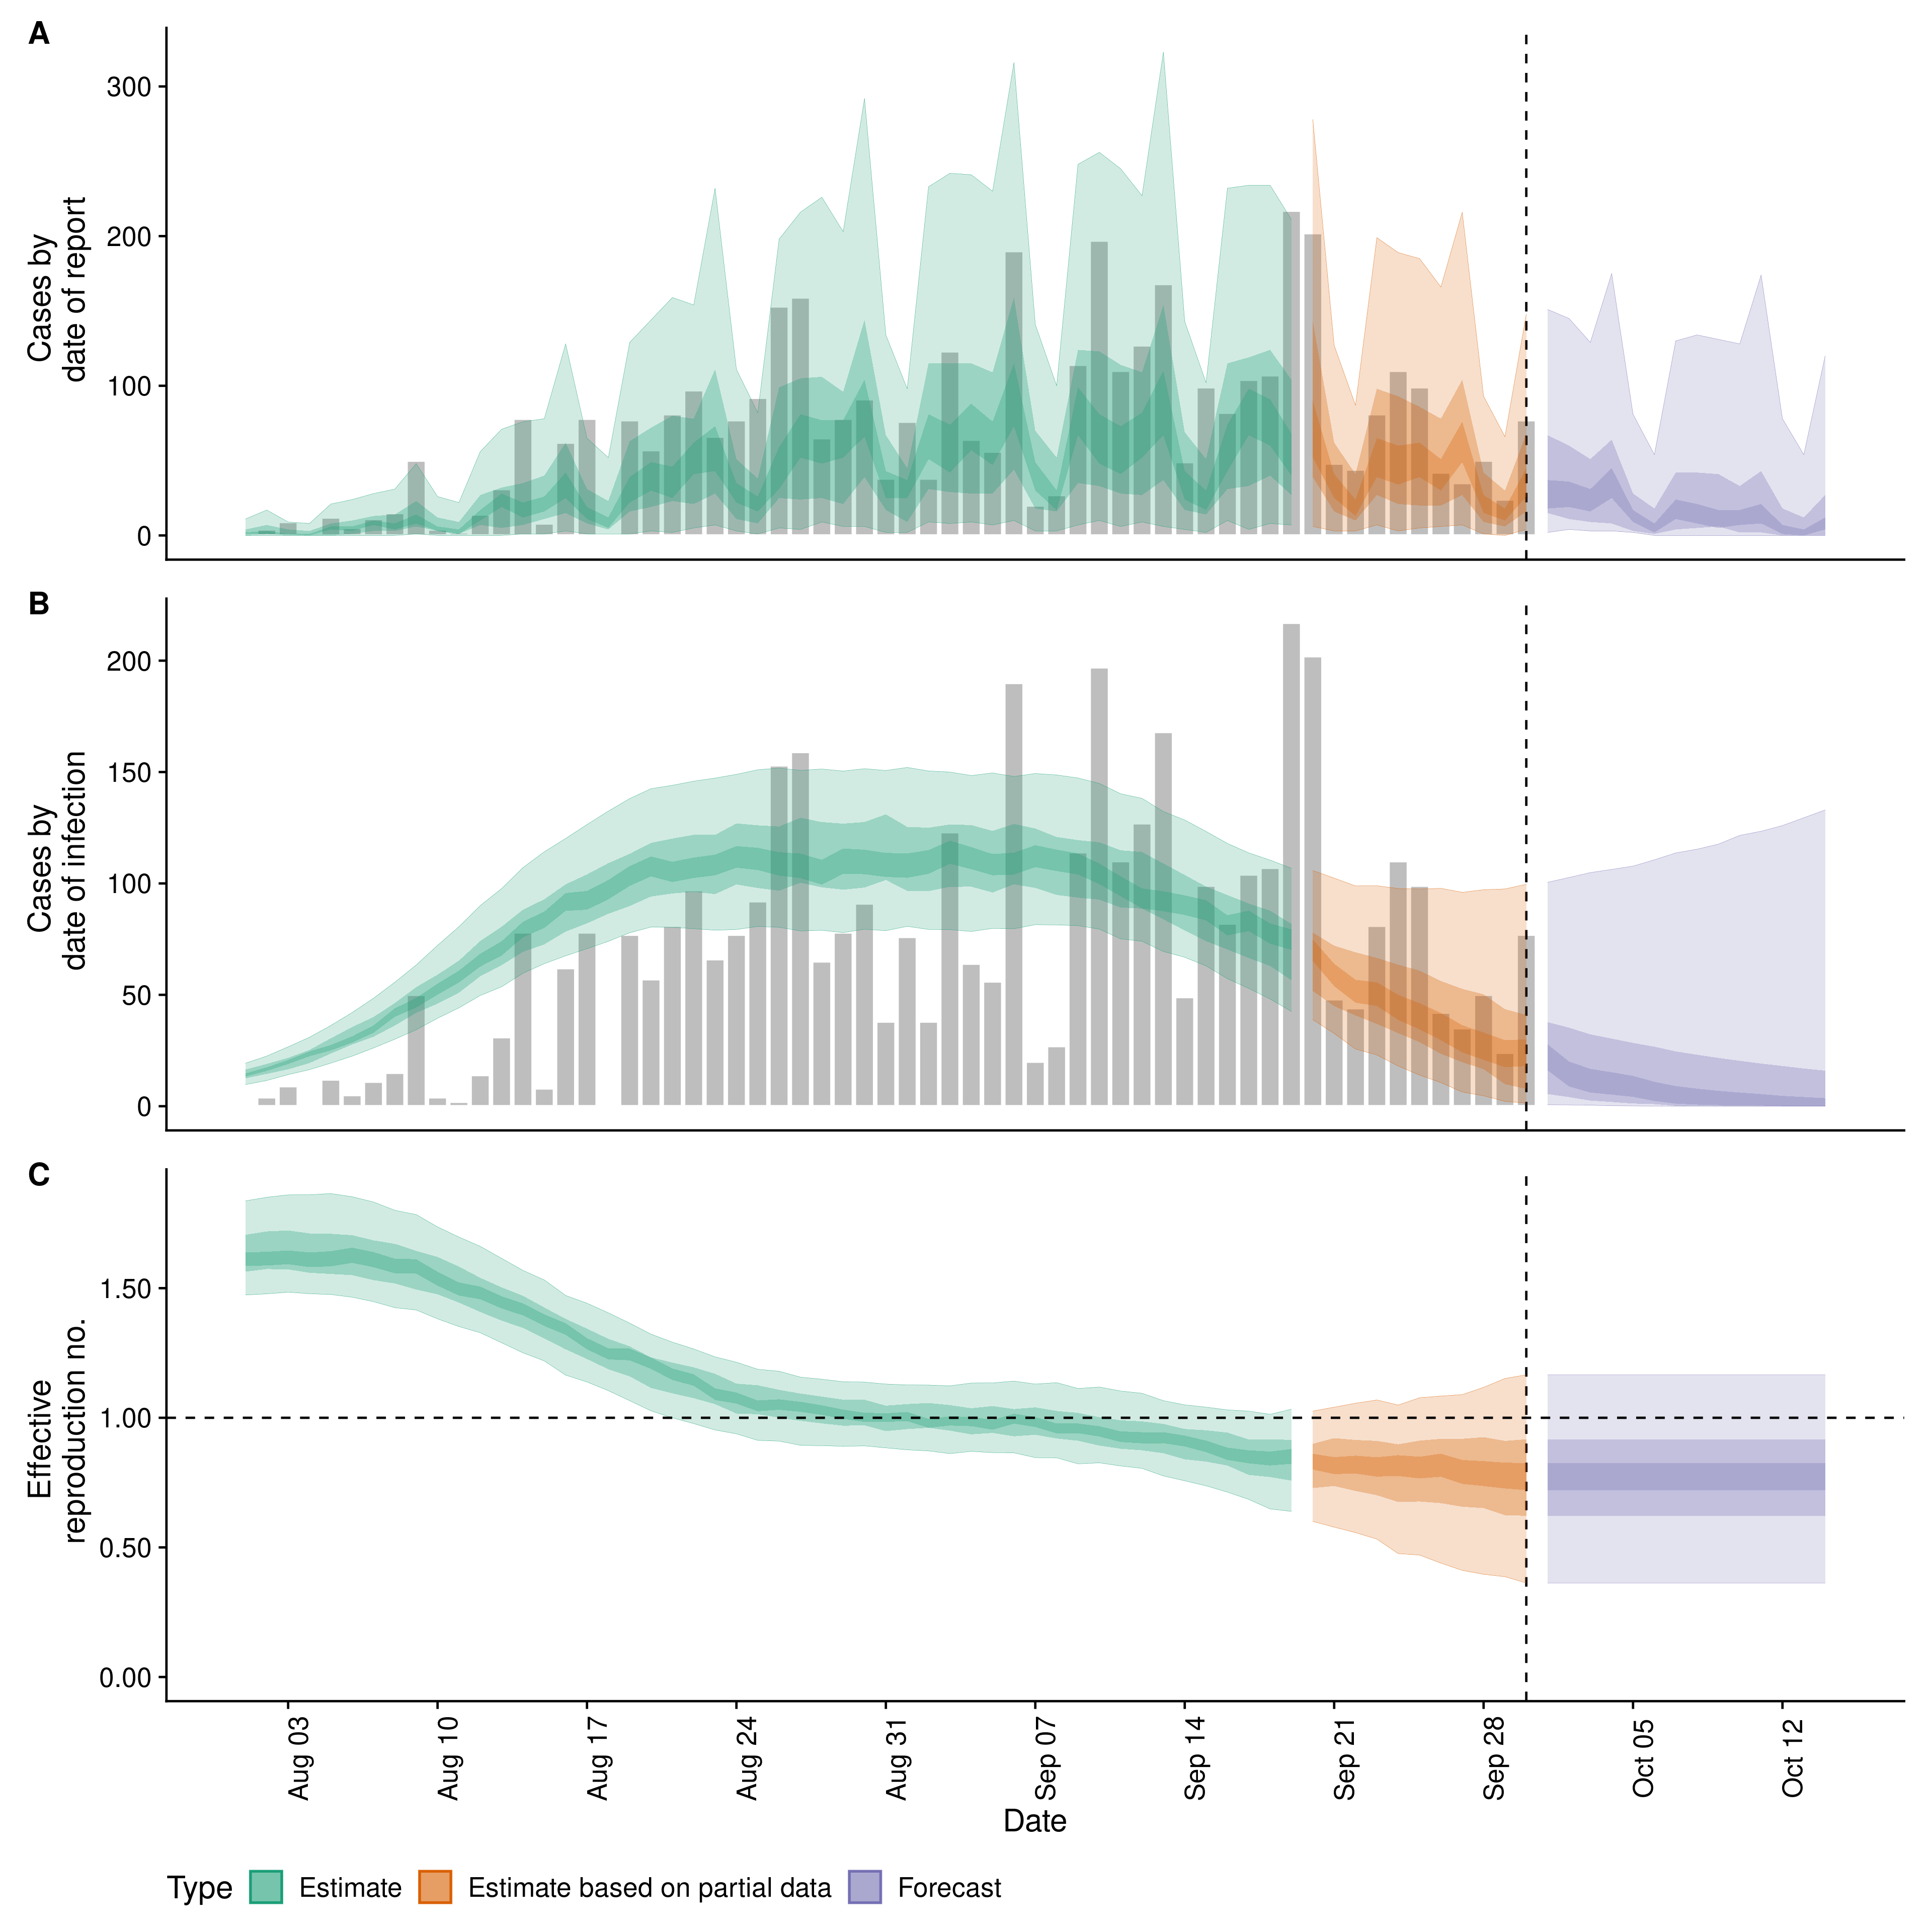 A
Cases by
date of report
300
200
100
0
B
Cases by
date of infection
200
150
100
50
0
C
Effective
reproduction no.
1.50
1.00
0.50
0.00
Aug 03
Aug 10
Aug 17
Aug 24
Aug 31
Sep 07
Sep 14
Sep 21
Sep 28
Oct 05
Oct 12
Date
Type Estimate Estimate based on partial data Forecast